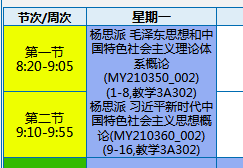 节次/周次 星期一
第一节
8:20-9:05
杨思派 毛泽东思想和中
国特色社会主义理论体
系概论
(MY210350_002)
(1-8,教学3A302)
第二节
9:10-9:55
杨思派 习近平新时代中
国特色社会主义思想概
论(MY210360_002)
(9-16,教学3A302)